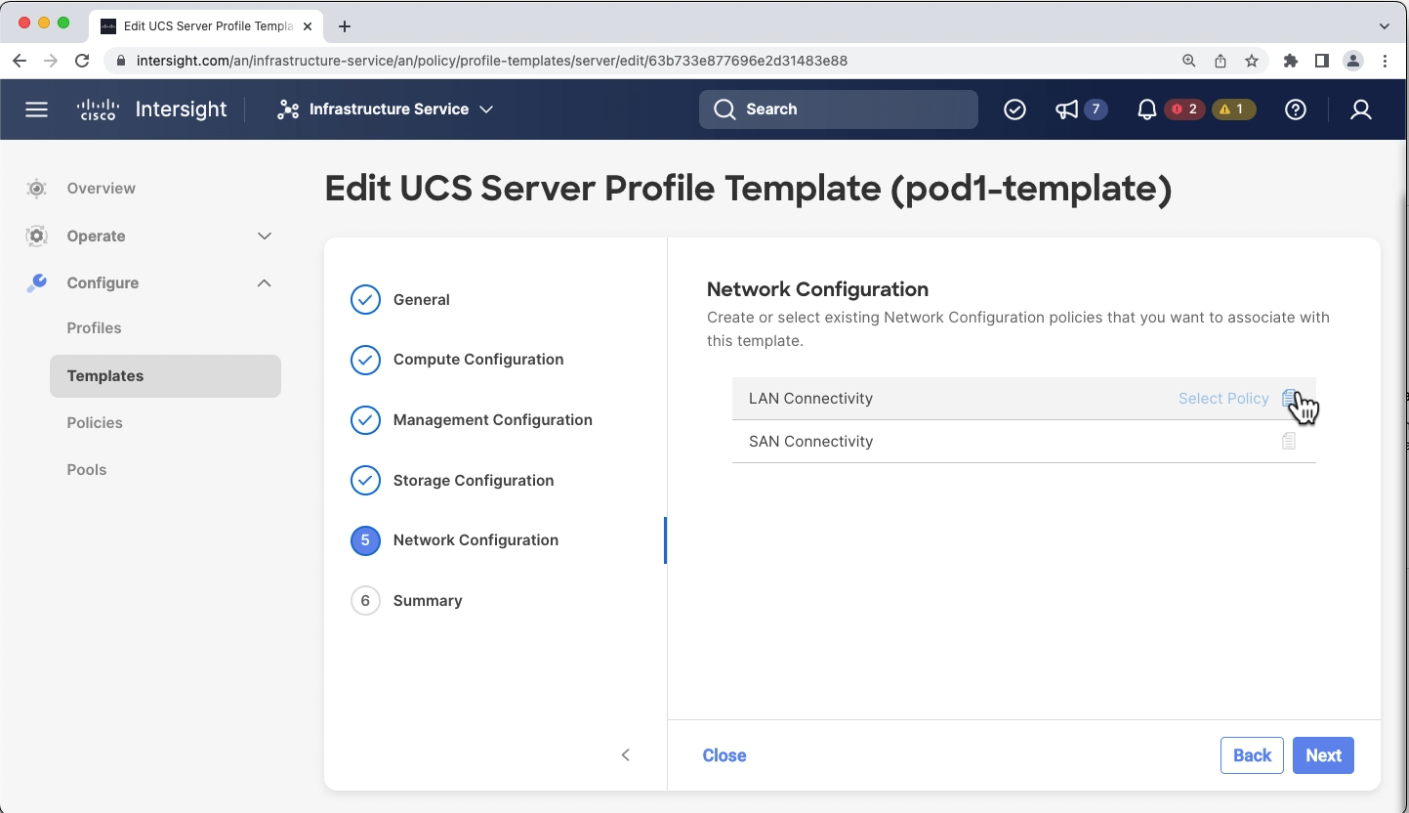 Edit UCS Server Profile Templa
intersight.com/an/infrastructure-service/an/policy/profile-templates/server/edit/63b733e877696e2d31483e88
cisco Intersight
Infrastructure Service
Search
7
2
1
Overview
Operate
Configure
Profiles
Templates
Policies
Pools
Edit UCS Server Profile Template (pod1-template)
General
Compute Configuration
Management Configuration
Storage Configuration
5 Network Configuration
6 Summary
Network Configuration
Create or select existing Network Configuration policies that you want to associate with
this template.
LAN Connectivity Select Policy
SAN Connectivity
Close
Back
Next